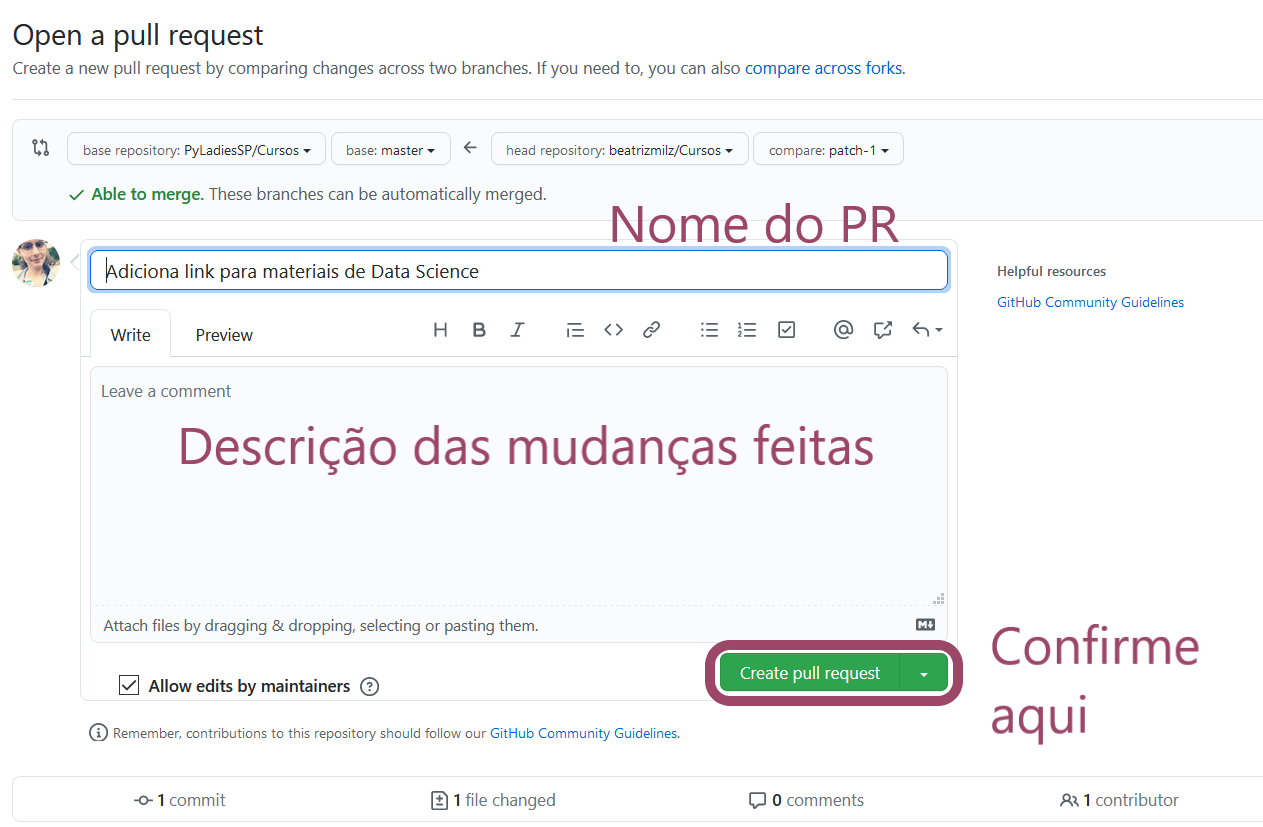 Open a pull request
Create a new pull request by comparing changes across two branches. If you need to, you can also compare across forks.
base repository: PyLadiesSP/Cursos base: master head repository: beatrizmilz/Cursos compare: patch-1
Able to merge. These branches can be automatically merged.
Nome do PR
Adiciona link para materiais de Data Science
Helpful resources
GitHub Community Guidelines
Write Preview
Leave a comment
Descrição das mudanças feitas
Attach files by dragging & dropping, selecting or pasting them.
Allow edits by maintainers
Create pull request
Confirme
aqui
Remember, contributions to this repository should follow our GitHub Community Guidelines.
1 commit 1 file changed 0 comments 1 contributor